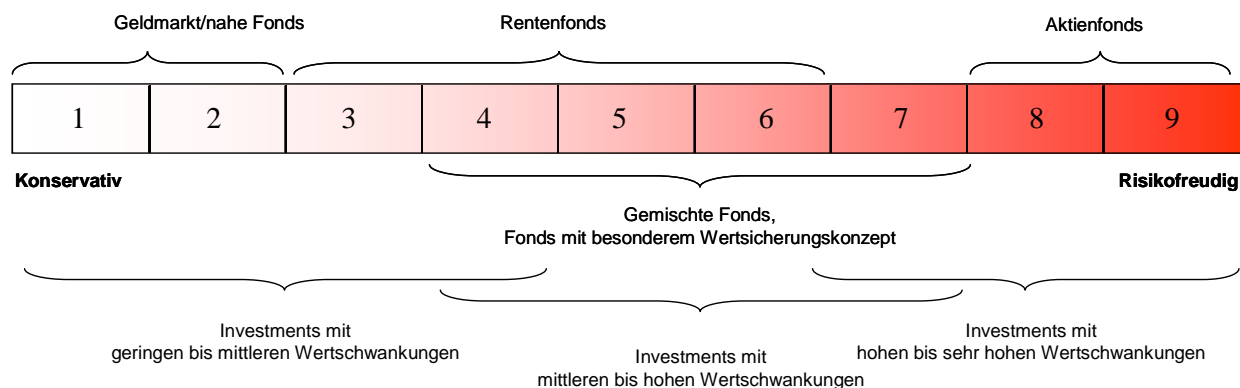 Geldmarkt/nahe Fonds
Rentenfonds
Aktienfonds
1 2 3 4 5 6 7 8 9
Konservativ
Risikofreudig
Gemischte Fonds,
Fonds mit besonderem Wertsicherungskonzept
Investments mit
geringen bis mittleren Wertschwankungen
Investments mit
mittleren bis hohen Wertschwankungen
Investments mit
hohen bis sehr hohen Wertschwankungen